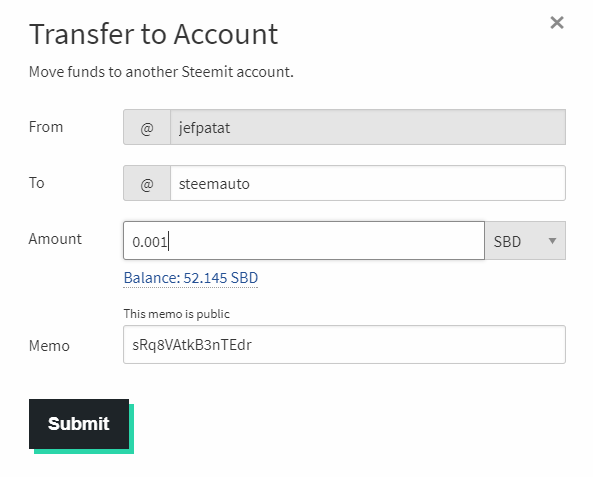 Transfer to Account
×
Move funds to another Steemit account.
From @ jefpatat
To @ steemauto
Amount 0.001 SBD
Balance: 52.145 SBD
This memo is public
Memo sRq8VAtkB3nTEdr
Submit